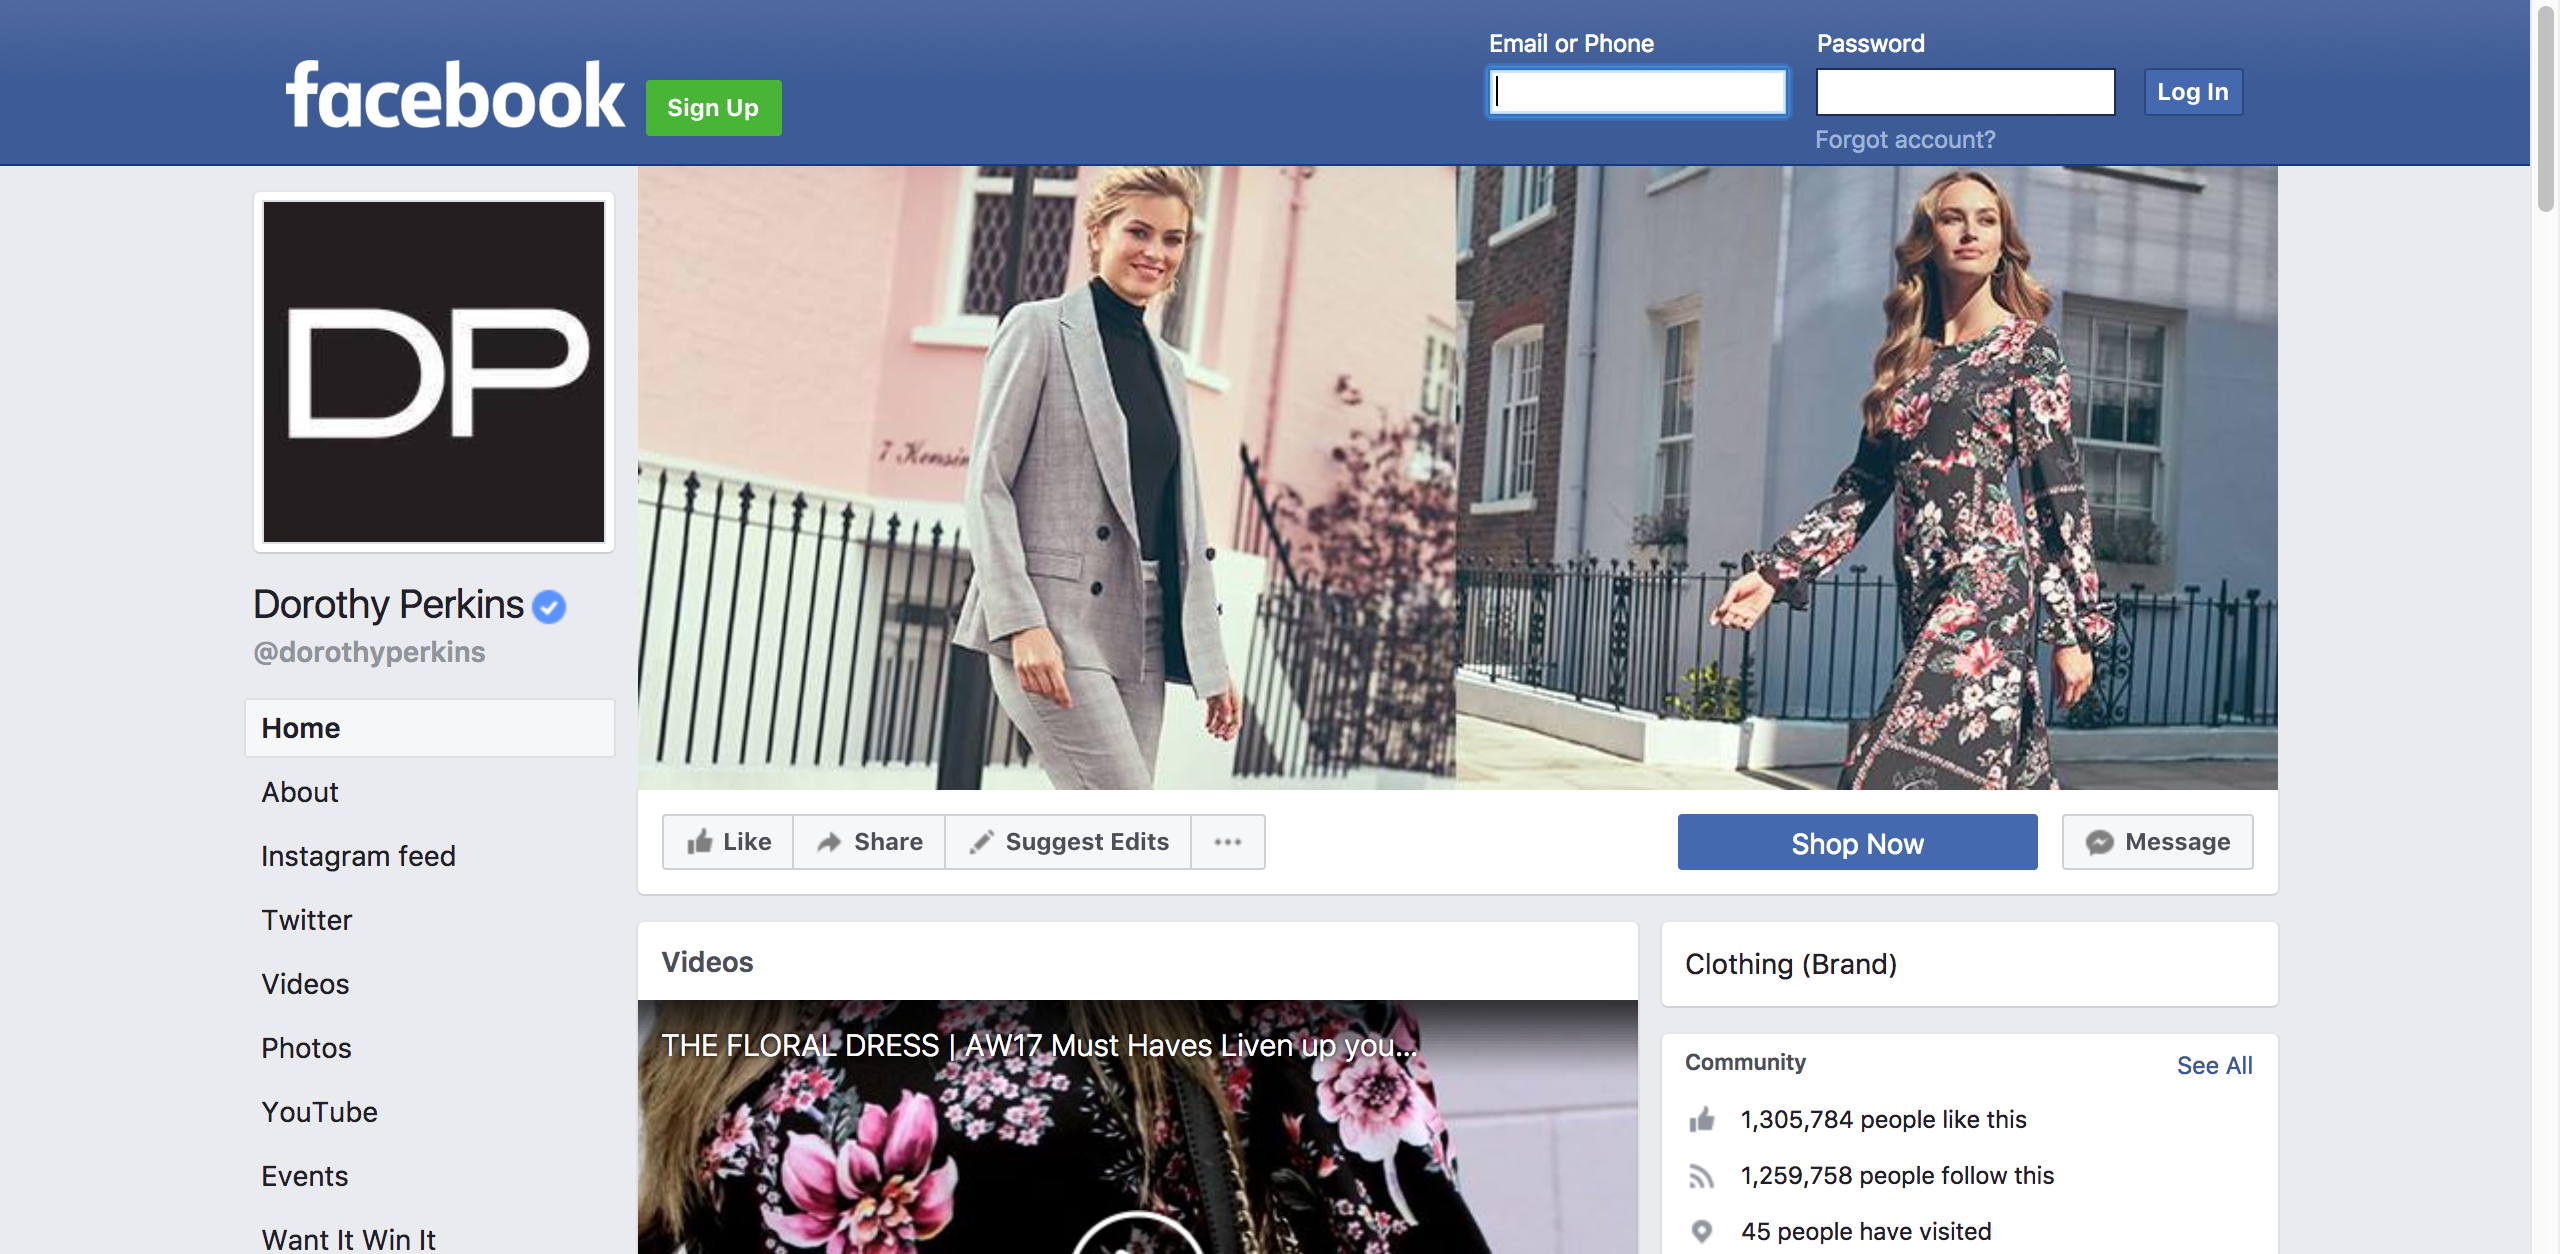 facebook
Sign Up
Email or Phone
Password
Log In
Forgot account?
DP
Dorothy Perkins
@dorothyperkins
Home
About
Instagram feed
Twitter
Videos
Photos
YouTube
Events
Want It Win It
7 Kensin
Like
Share
Suggest Edits
Shop Now
Message
Videos
THE FLORAL DRESS | AW17 Must Haves Liven up you...
Clothing (Brand)
Community
See All
1,305,784 people like this
1,259,758 people follow this
45 people have visited